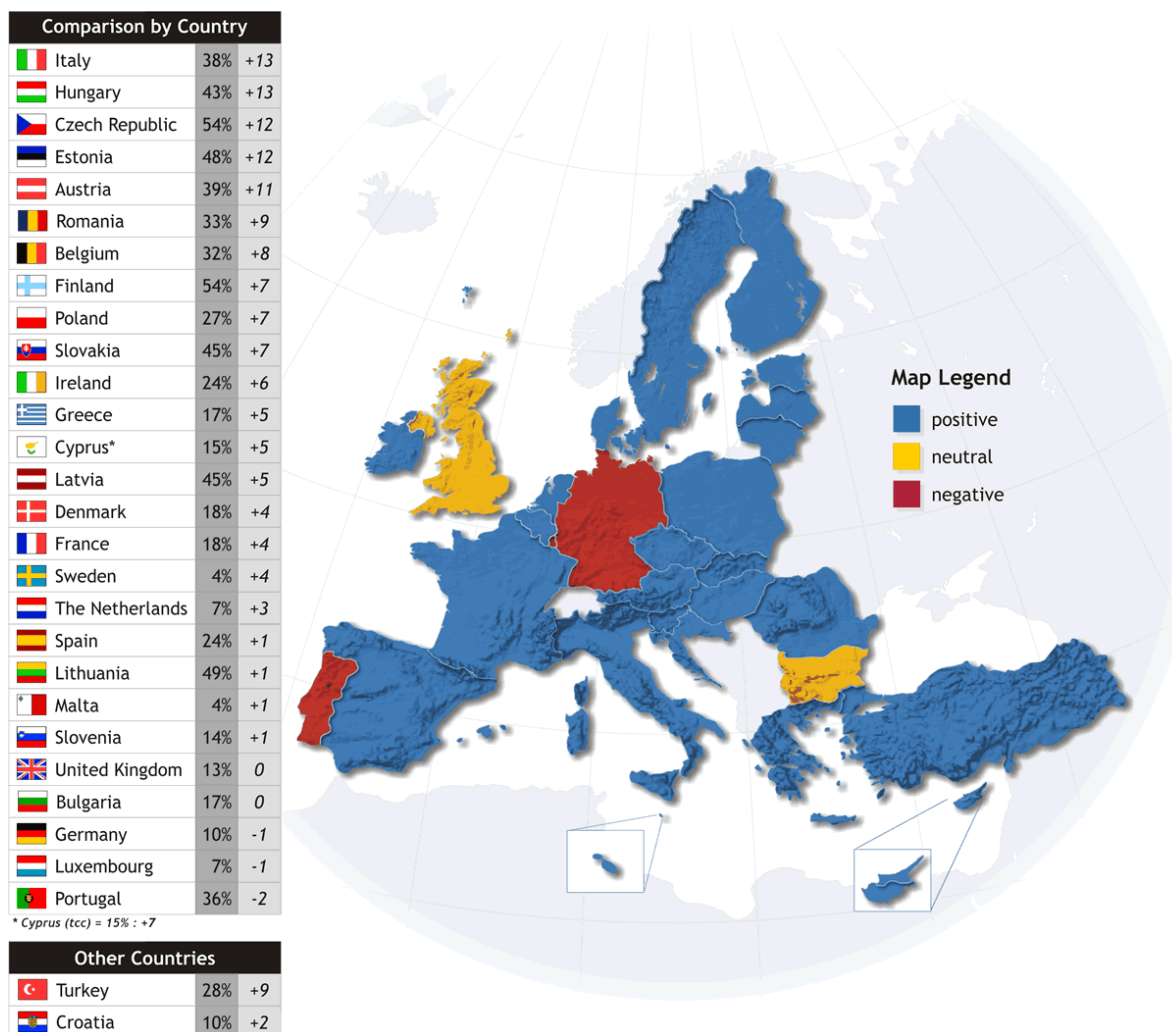 Comparison by Country
Italy 38% +13
Hungary 43% +13
Czech Republic 54% +12
Estonia 48% +12
Austria 39% +11
Romania 33% +9
Belgium 32% +8
Finland 54% +7
Poland 27% +7
Slovakia 45% +7
Ireland 24% +6
Greece 17% +5
Cyprus* 15% +5
Latvia 45% +5
Denmark 18% +4
France 18% +4
Sweden 4% +4
The Netherlands 7% +3
Spain 24% +1
Lithuania 49% +1
Malta 4% +1
Slovenia 14% +1
United Kingdom 13% 0
Bulgaria 17% 0
Germany 10% -1
Luxembourg 7% -1
Portugal 36% -2
* Cyprus (tcc) = 15% : +7
Other Countries
Turkey 28% +9
Croatia 10% +2
Map Legend
positive
neutral
negative